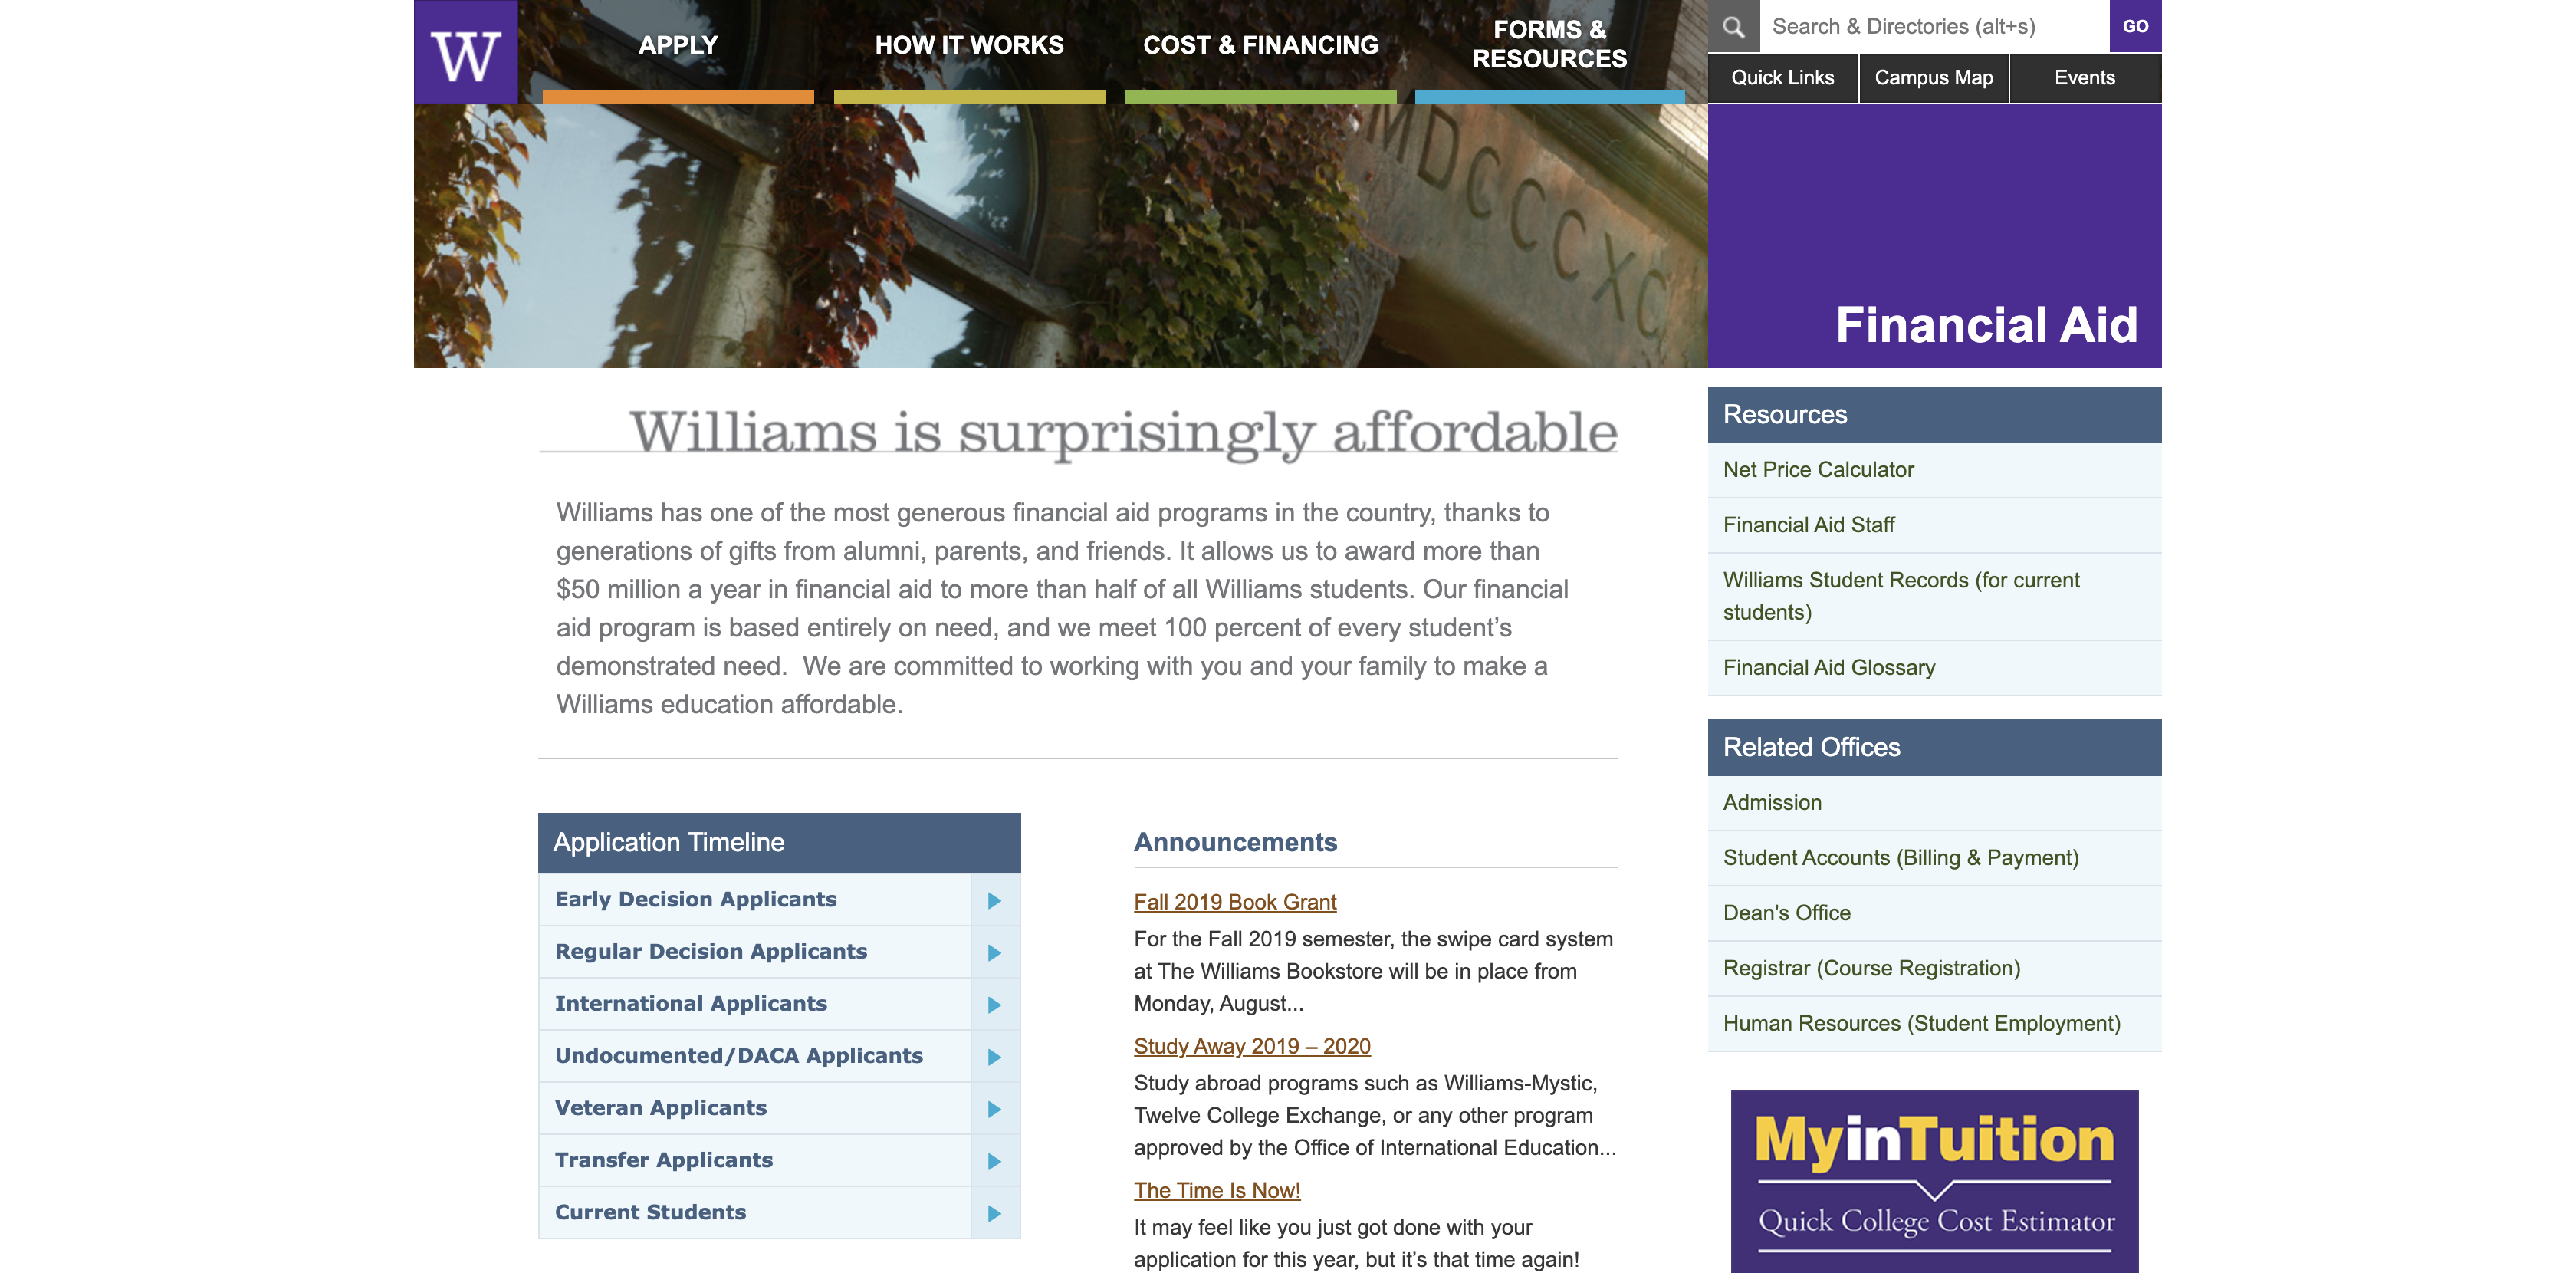 W
APPLY
HOW IT WORKS
COST & FINANCING
FORMS &
RESOURCES
Search & Directories (alt+s)
GO
Quick Links
Campus Map
Events
MDCCCXC
Financial Aid
Williams is surprisingly affordable
Williams has one of the most generous financial aid programs in the country, thanks to
generations of gifts from alumni, parents, and friends. It allows us to award more than
$50 million a year in financial aid to more than half of all Williams students. Our financial
aid program is based entirely on need, and we meet 100 percent of every student’s
demonstrated need.  We are committed to working with you and your family to make a
Williams education affordable.
Application Timeline
Early Decision Applicants
Regular Decision Applicants
International Applicants
Undocumented/DACA Applicants
Veteran Applicants
Transfer Applicants
Current Students
Announcements
Fall 2019 Book Grant
For the Fall 2019 semester, the swipe card system
at The Williams Bookstore will be in place from
Monday, August...
Study Away 2019 – 2020
Study abroad programs such as Williams-Mystic,
Twelve College Exchange, or any other program
approved by the Office of International Education...
The Time Is Now!
It may feel like you just got done with your
application for this year, but it’s that time again!
Resources
Net Price Calculator
Financial Aid Staff
Williams Student Records (for current
students)
Financial Aid Glossary
Related Offices
Admission
Student Accounts (Billing & Payment)
Dean's Office
Registrar (Course Registration)
Human Resources (Student Employment)
MyinTuition
Quick College Cost Estimator